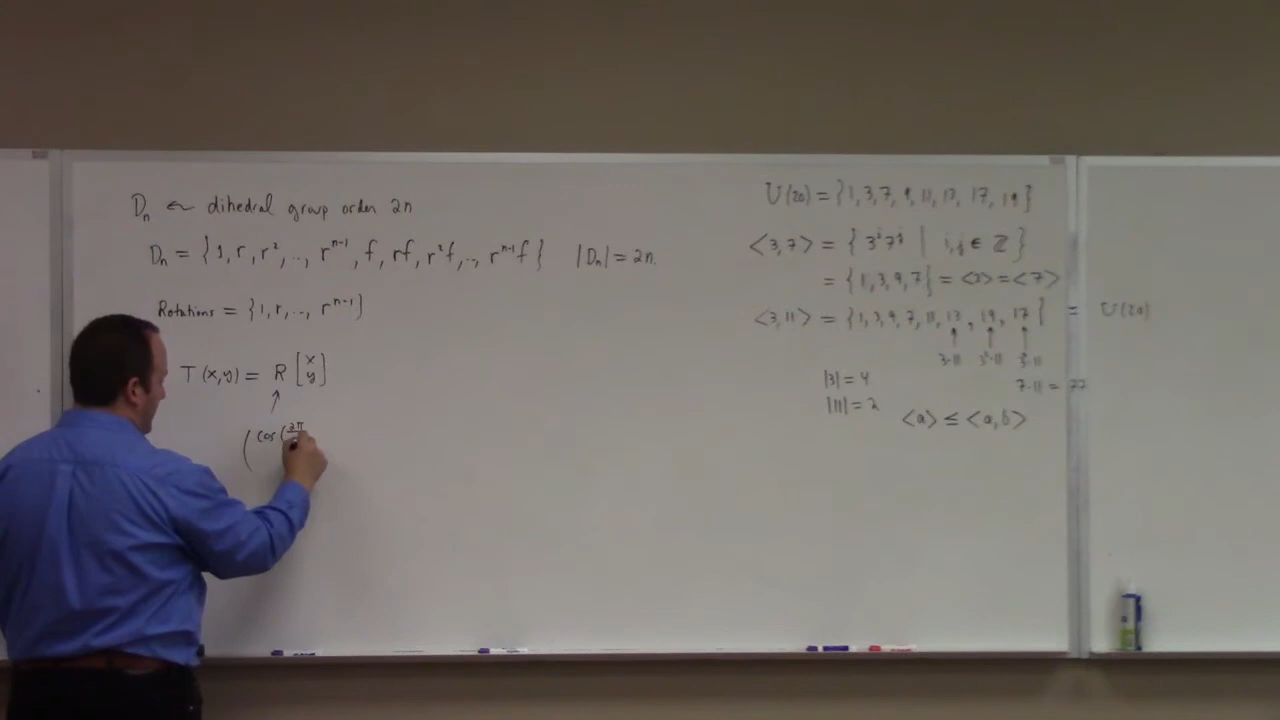 D_n ← dihedral group order 2n
D_n = {1, r, r², .., r^{n-1}, f, rf, r²f, .., r^{n-1}f} |D_n| = 2n.
Rotations = {1, r, .., r^{n-1}}
T(x,y) = R [x y]
↑
( cos( 2π
U(20) = {1, 3, 7, 9, 11, 13, 17, 19}
<3,7> = {3^i 7^j | i,j ∈ ℤ}
= {1, 3, 9, 7} = <3> = <7>
<3,11> = {1, 3, 9, 7, 11, 13, 19, 17} = U(20)
↑ ↑ ↑
3·11 3²·11 3³·11
7·11 = 77
|3| = 4
|11| = 2
<a> ≤ <a,b>